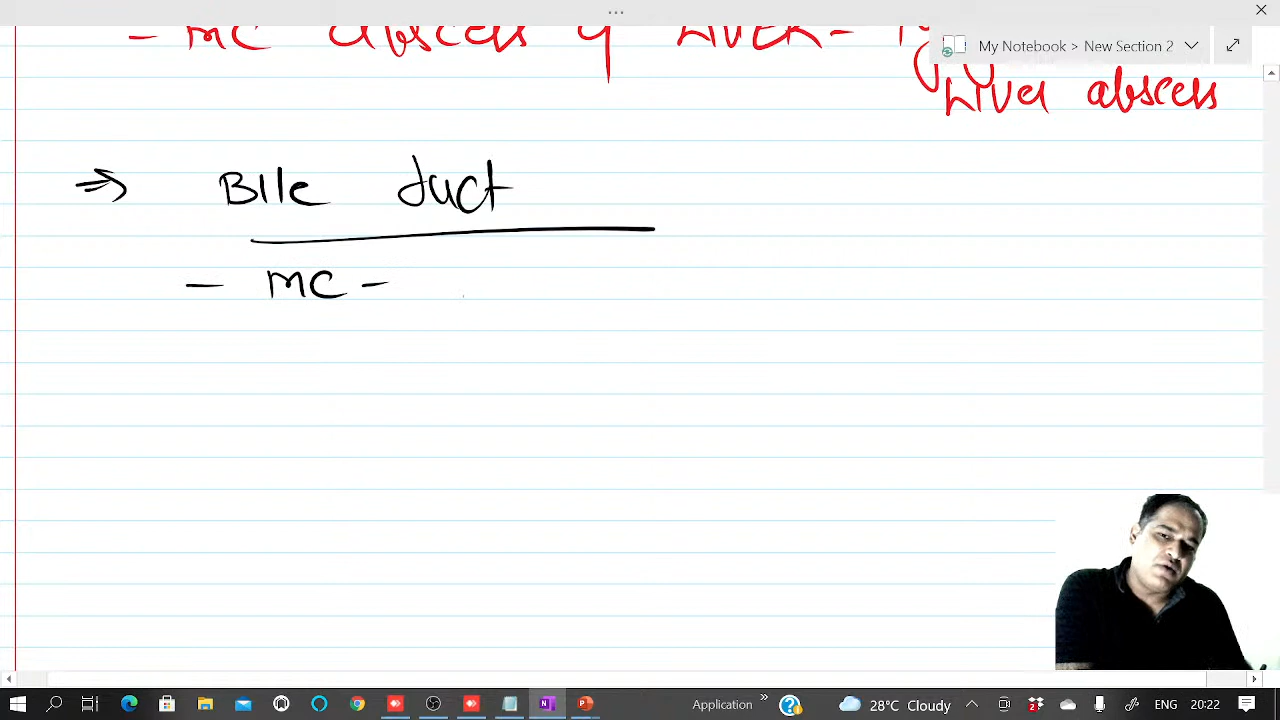 ...
My Notebook > New Section 2
- MC abscess of Liver -
Liver abscess
⇒ Bile duct
- MC -
Application
28°C Cloudy
ENG
20:22